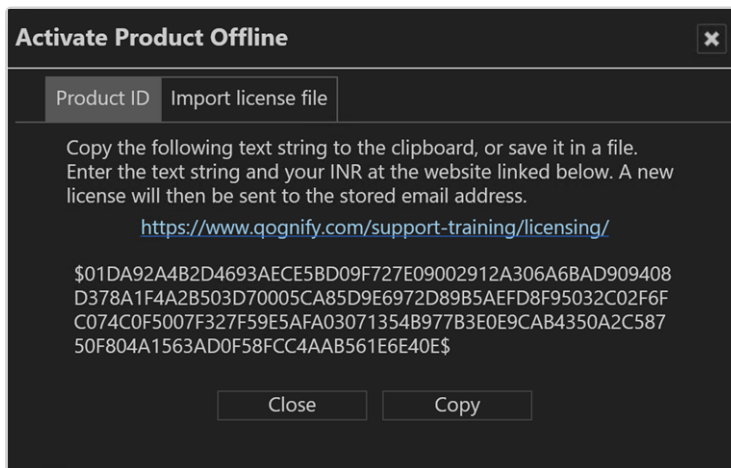 Activate Product Offline
Product ID
Import license file
Copy the following text string to the clipboard, or save it in a file.
Enter the text string and your INR at the website linked below. A new
license will then be sent to the stored email address.
https://www.qognify.com/support-training/licensing/
$01DA92A4B2D4693AECE5BD09F727E09002912A306A6BAD909408
D378A1F4A2B503D70005CA85D9E6972D89B5AEFD8F95032C02F6F
C074C0F5007F327F59E5AFA03071354B977B3E0E9CAB4350A2C587
50F804A1563AD0F58FCC4AAB561E6E40E$
Close
Copy